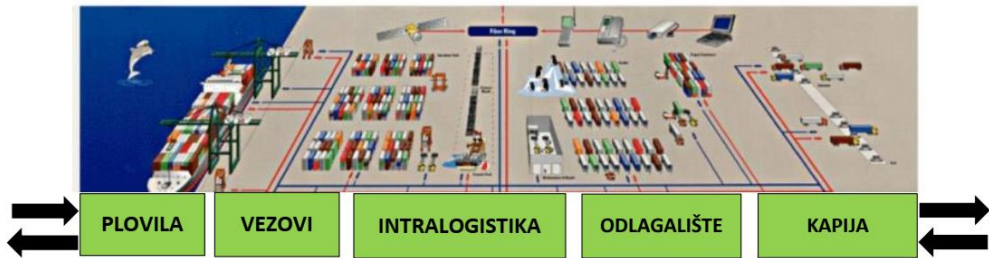 Fiber Ring
PLOVILA
VEZOVI
INTRALOGISTIKA
ODLAGALIŠTE
KAPIJA